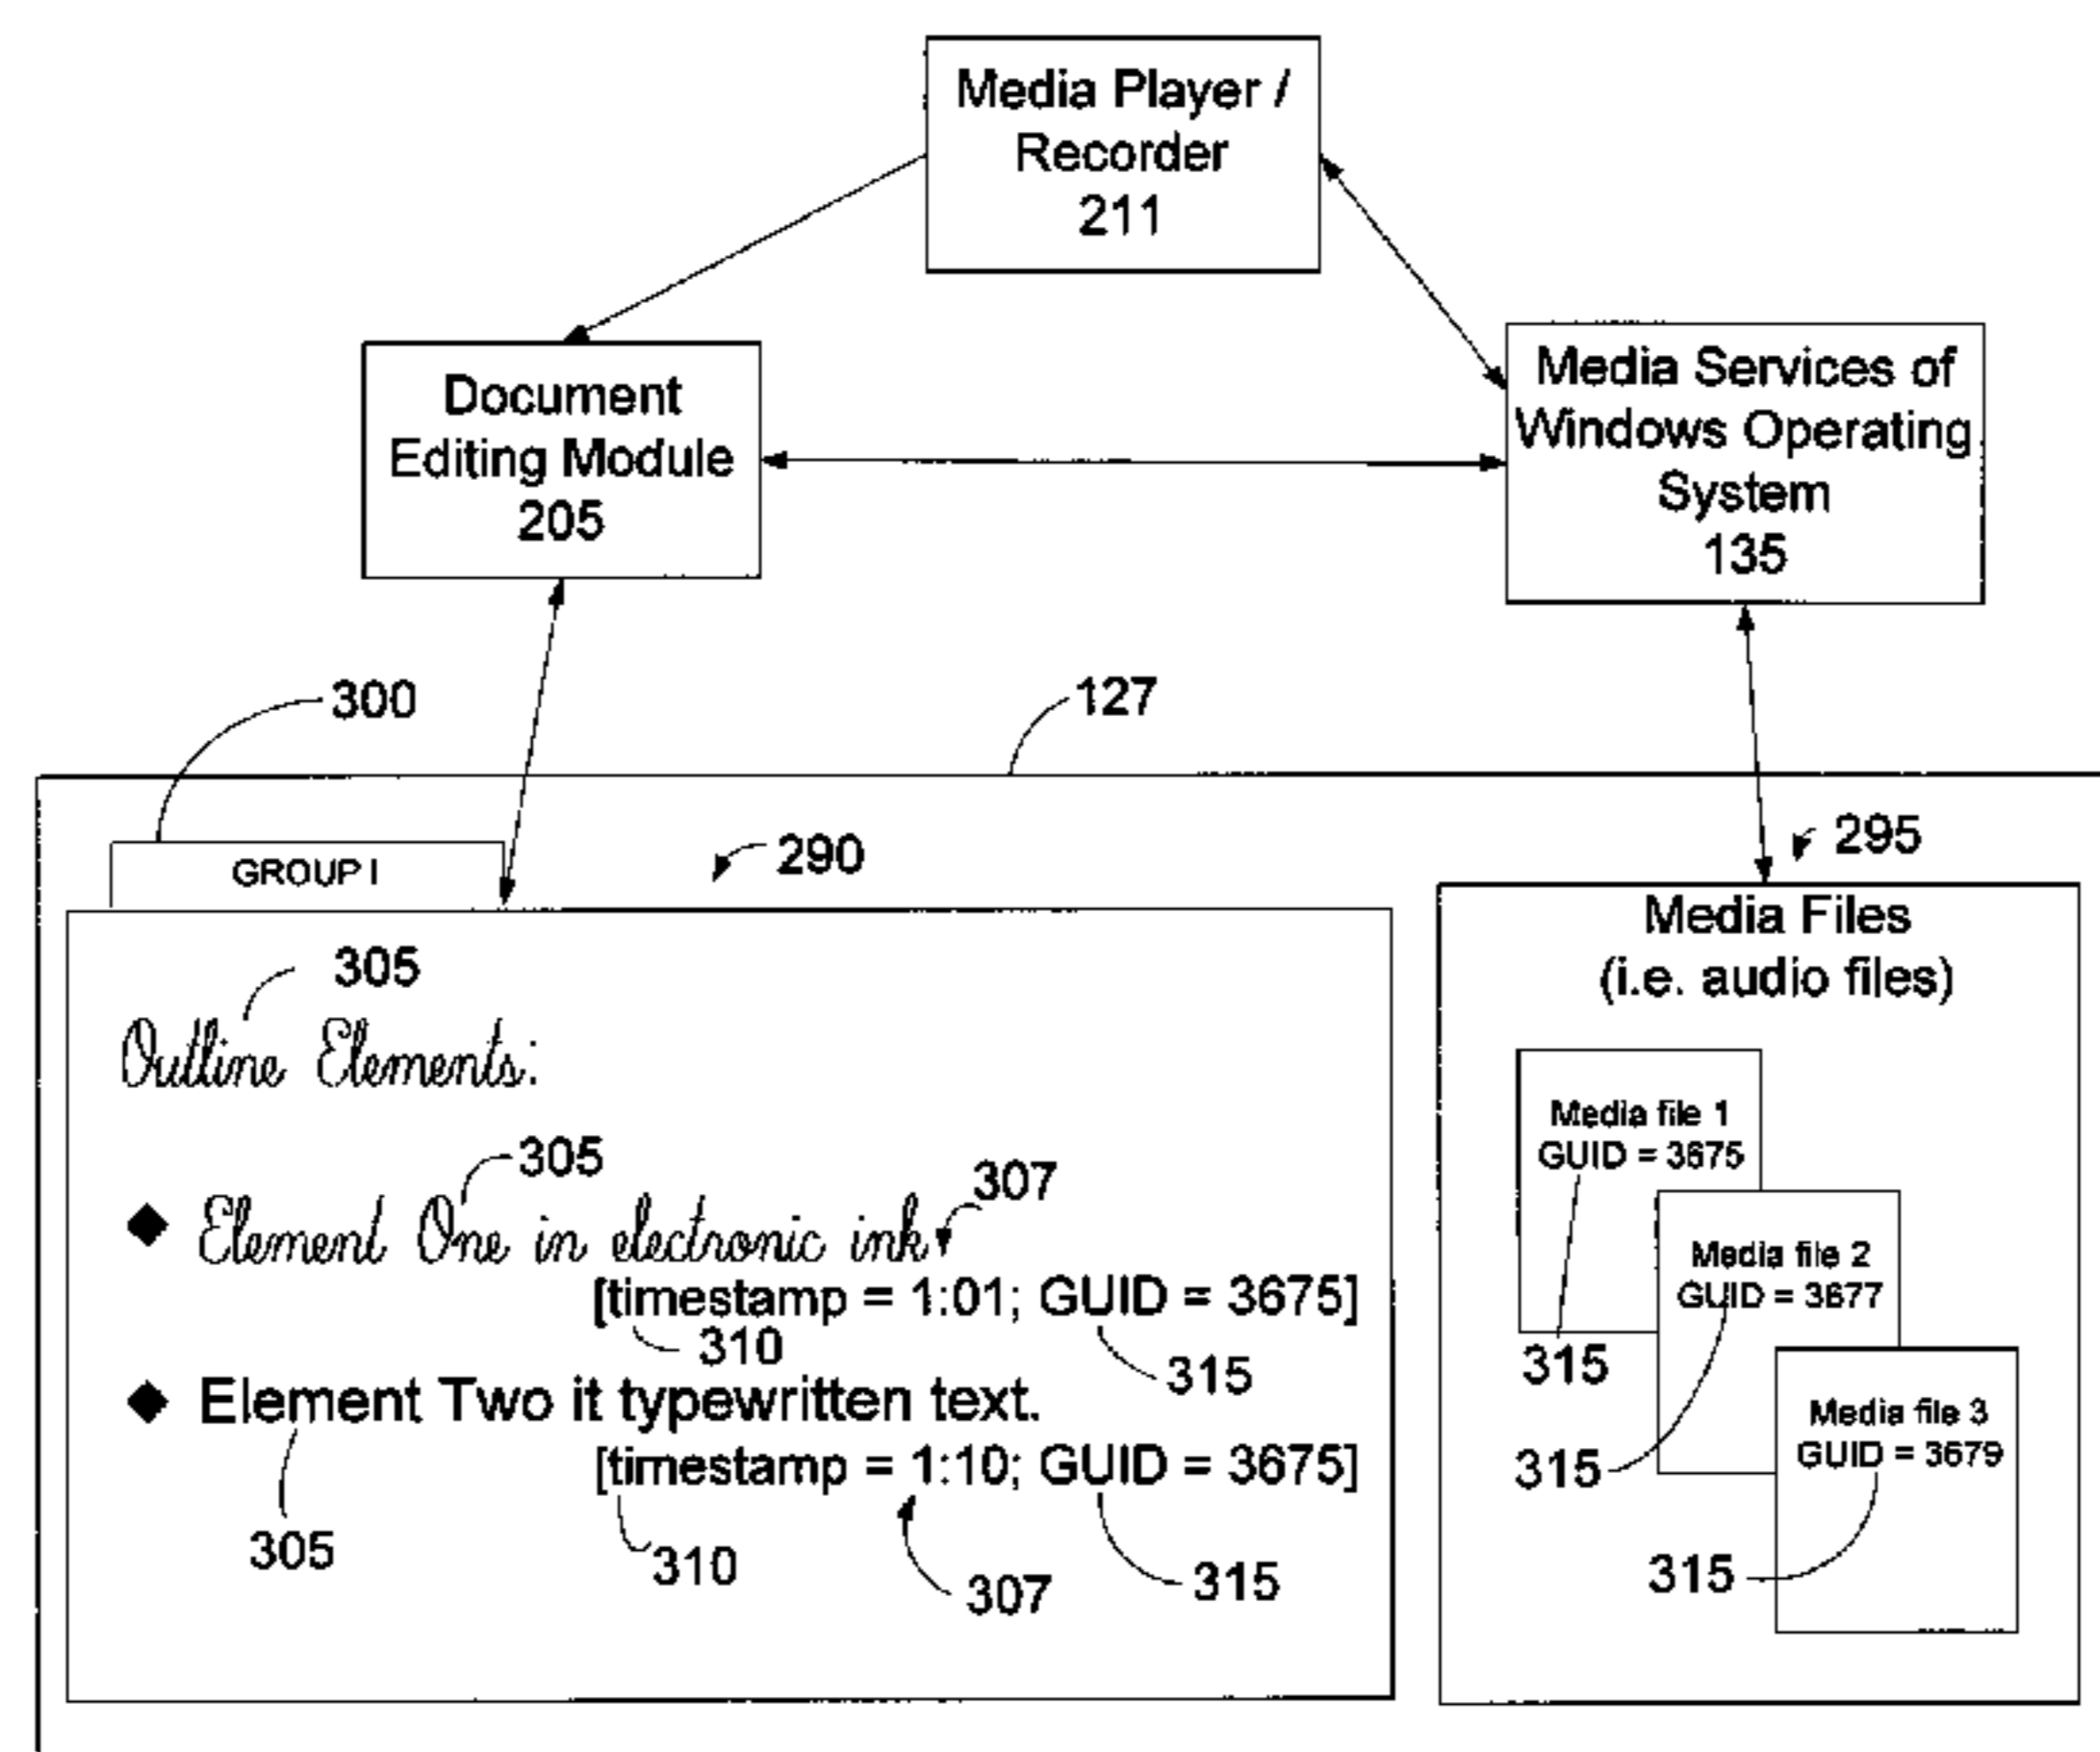 Media Player /
Recorder
211
Document
Editing Module
205
Media Services of
Windows Operating
System
135
300
127
GROUP I
290
295
305
Outline Elements:
305
307
Element One in electronic ink
[timestamp = 1:01; GUID = 3675]
310
315
Element Two it typewritten text.
[timestamp = 1:10; GUID = 3675]
305
310
307
315
Media Files
(i.e. audio files)
Media file 1
GUID = 3675
Media file 2
GUID = 3677
315
Media file 3
GUID = 3679
315
315